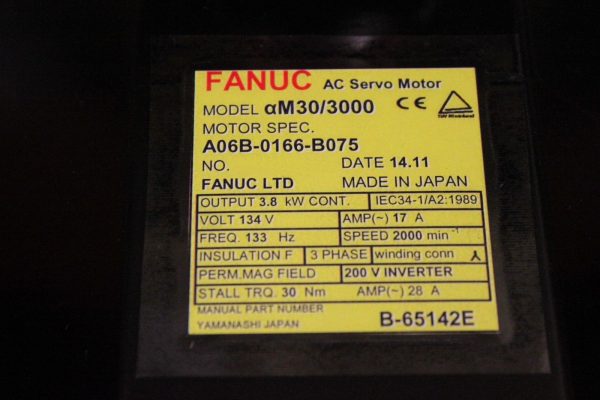 FANUC AC Servo Motor
MODEL αM30/3000 CE TÜV Rheinland
MOTOR SPEC.
A06B-0166-B075
NO. DATE 14.11
FANUC LTD MADE IN JAPAN
OUTPUT 3.8 kW CONT. IEC34-1/A2:1989
VOLT 134 V AMP(~) 17 A
FREQ. 133 Hz SPEED 2000 min⁻¹
INSULATION F 3 PHASE winding conn ⅄
PERM.MAG FIELD 200 V INVERTER
STALL TRQ. 30 Nm AMP(~) 28 A
MANUAL PART NUMBER
YAMANASHI JAPAN B-65142E